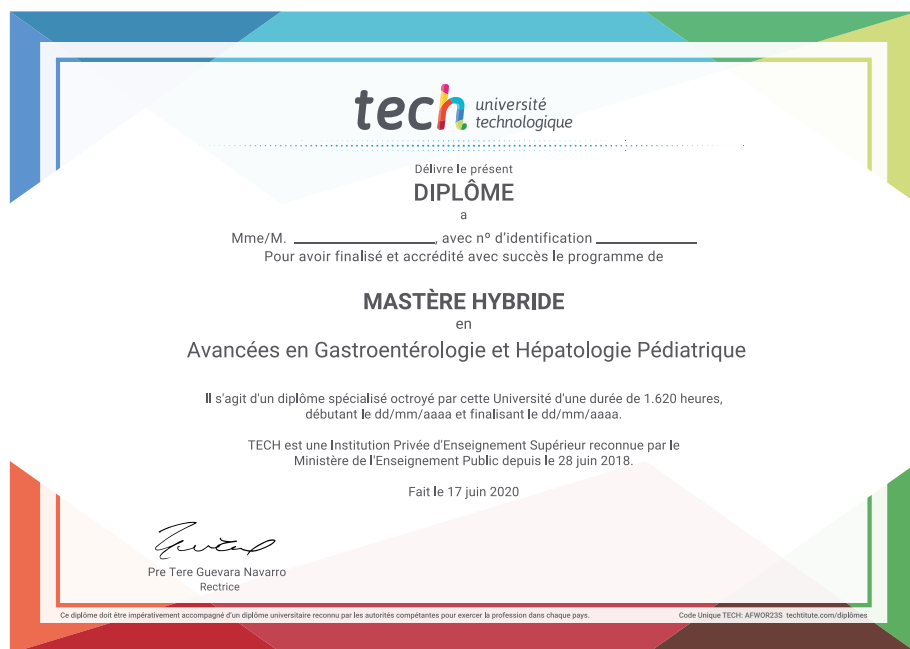 tech université
technologique
Délivre le présent
DIPLÔME
a
Mme/M. ____________________, avec nº d'identification ______________
Pour avoir finalisé et accrédité avec succès le programme de
MASTÈRE HYBRIDE
en
Avancées en Gastroentérologie et Hépatologie Pédiatrique
Il s'agit d'un diplôme spécialisé octroyé par cette Université d'une durée de 1.620 heures,
débutant le dd/mm/aaaa et finalisant le dd/mm/aaaa.
TECH est une Institution Privée d'Enseignement Supérieur reconnue par le
Ministère de l'Enseignement Public depuis le 28 juin 2018.
Fait le 17 juin 2020
Pre Tere Guevara Navarro
Rectrice
Ce diplôme doit être impérativement accompagné d'un diplôme universitaire reconnu par les autorités compétentes pour exercer la profession dans chaque pays. Code Unique TECH: AFWOR23S techtitute.com/diplômes